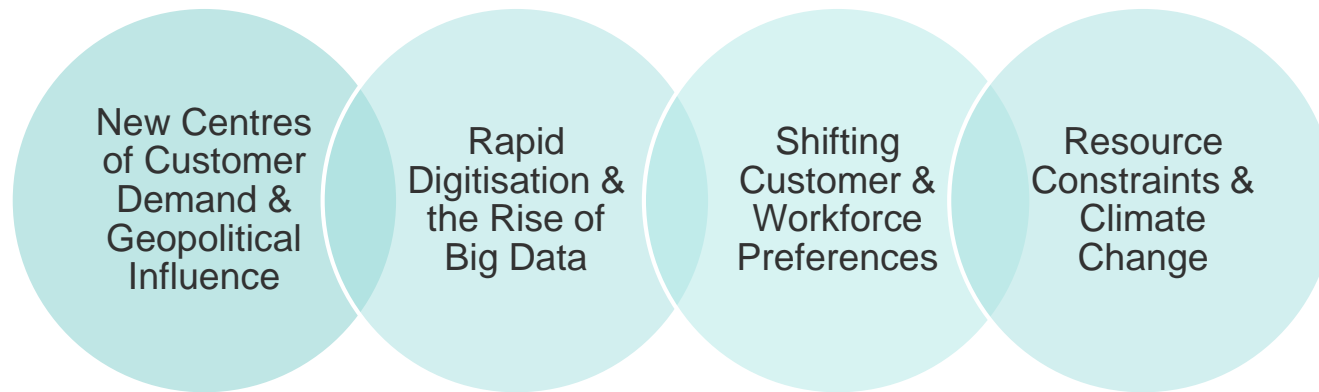 New Centres
of Customer
Demand &
Geopolitical
Influence
Rapid
Digitisation &
the Rise of
Big Data
Shifting
Customer &
Workforce
Preferences
Resource
Constraints &
Climate
Change